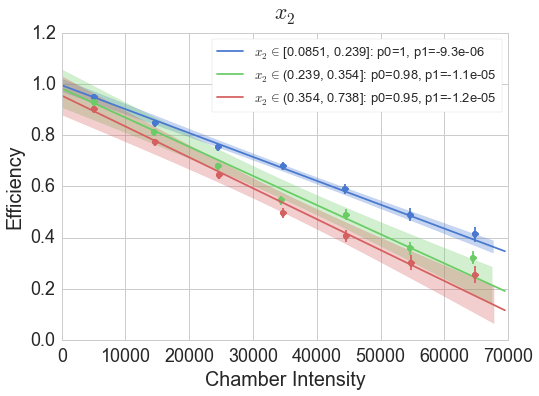 x₂
x₂ ∈ [0.0851, 0.239]: p0=1, p1=-9.3e-06
x₂ ∈ (0.239, 0.354]: p0=0.98, p1=-1.1e-05
x₂ ∈ (0.354, 0.738]: p0=0.95, p1=-1.2e-05
1.2
1.0
0.8
0.6
0.4
0.2
0.0
Efficiency
0 10000 20000 30000 40000 50000 60000 70000
Chamber Intensity